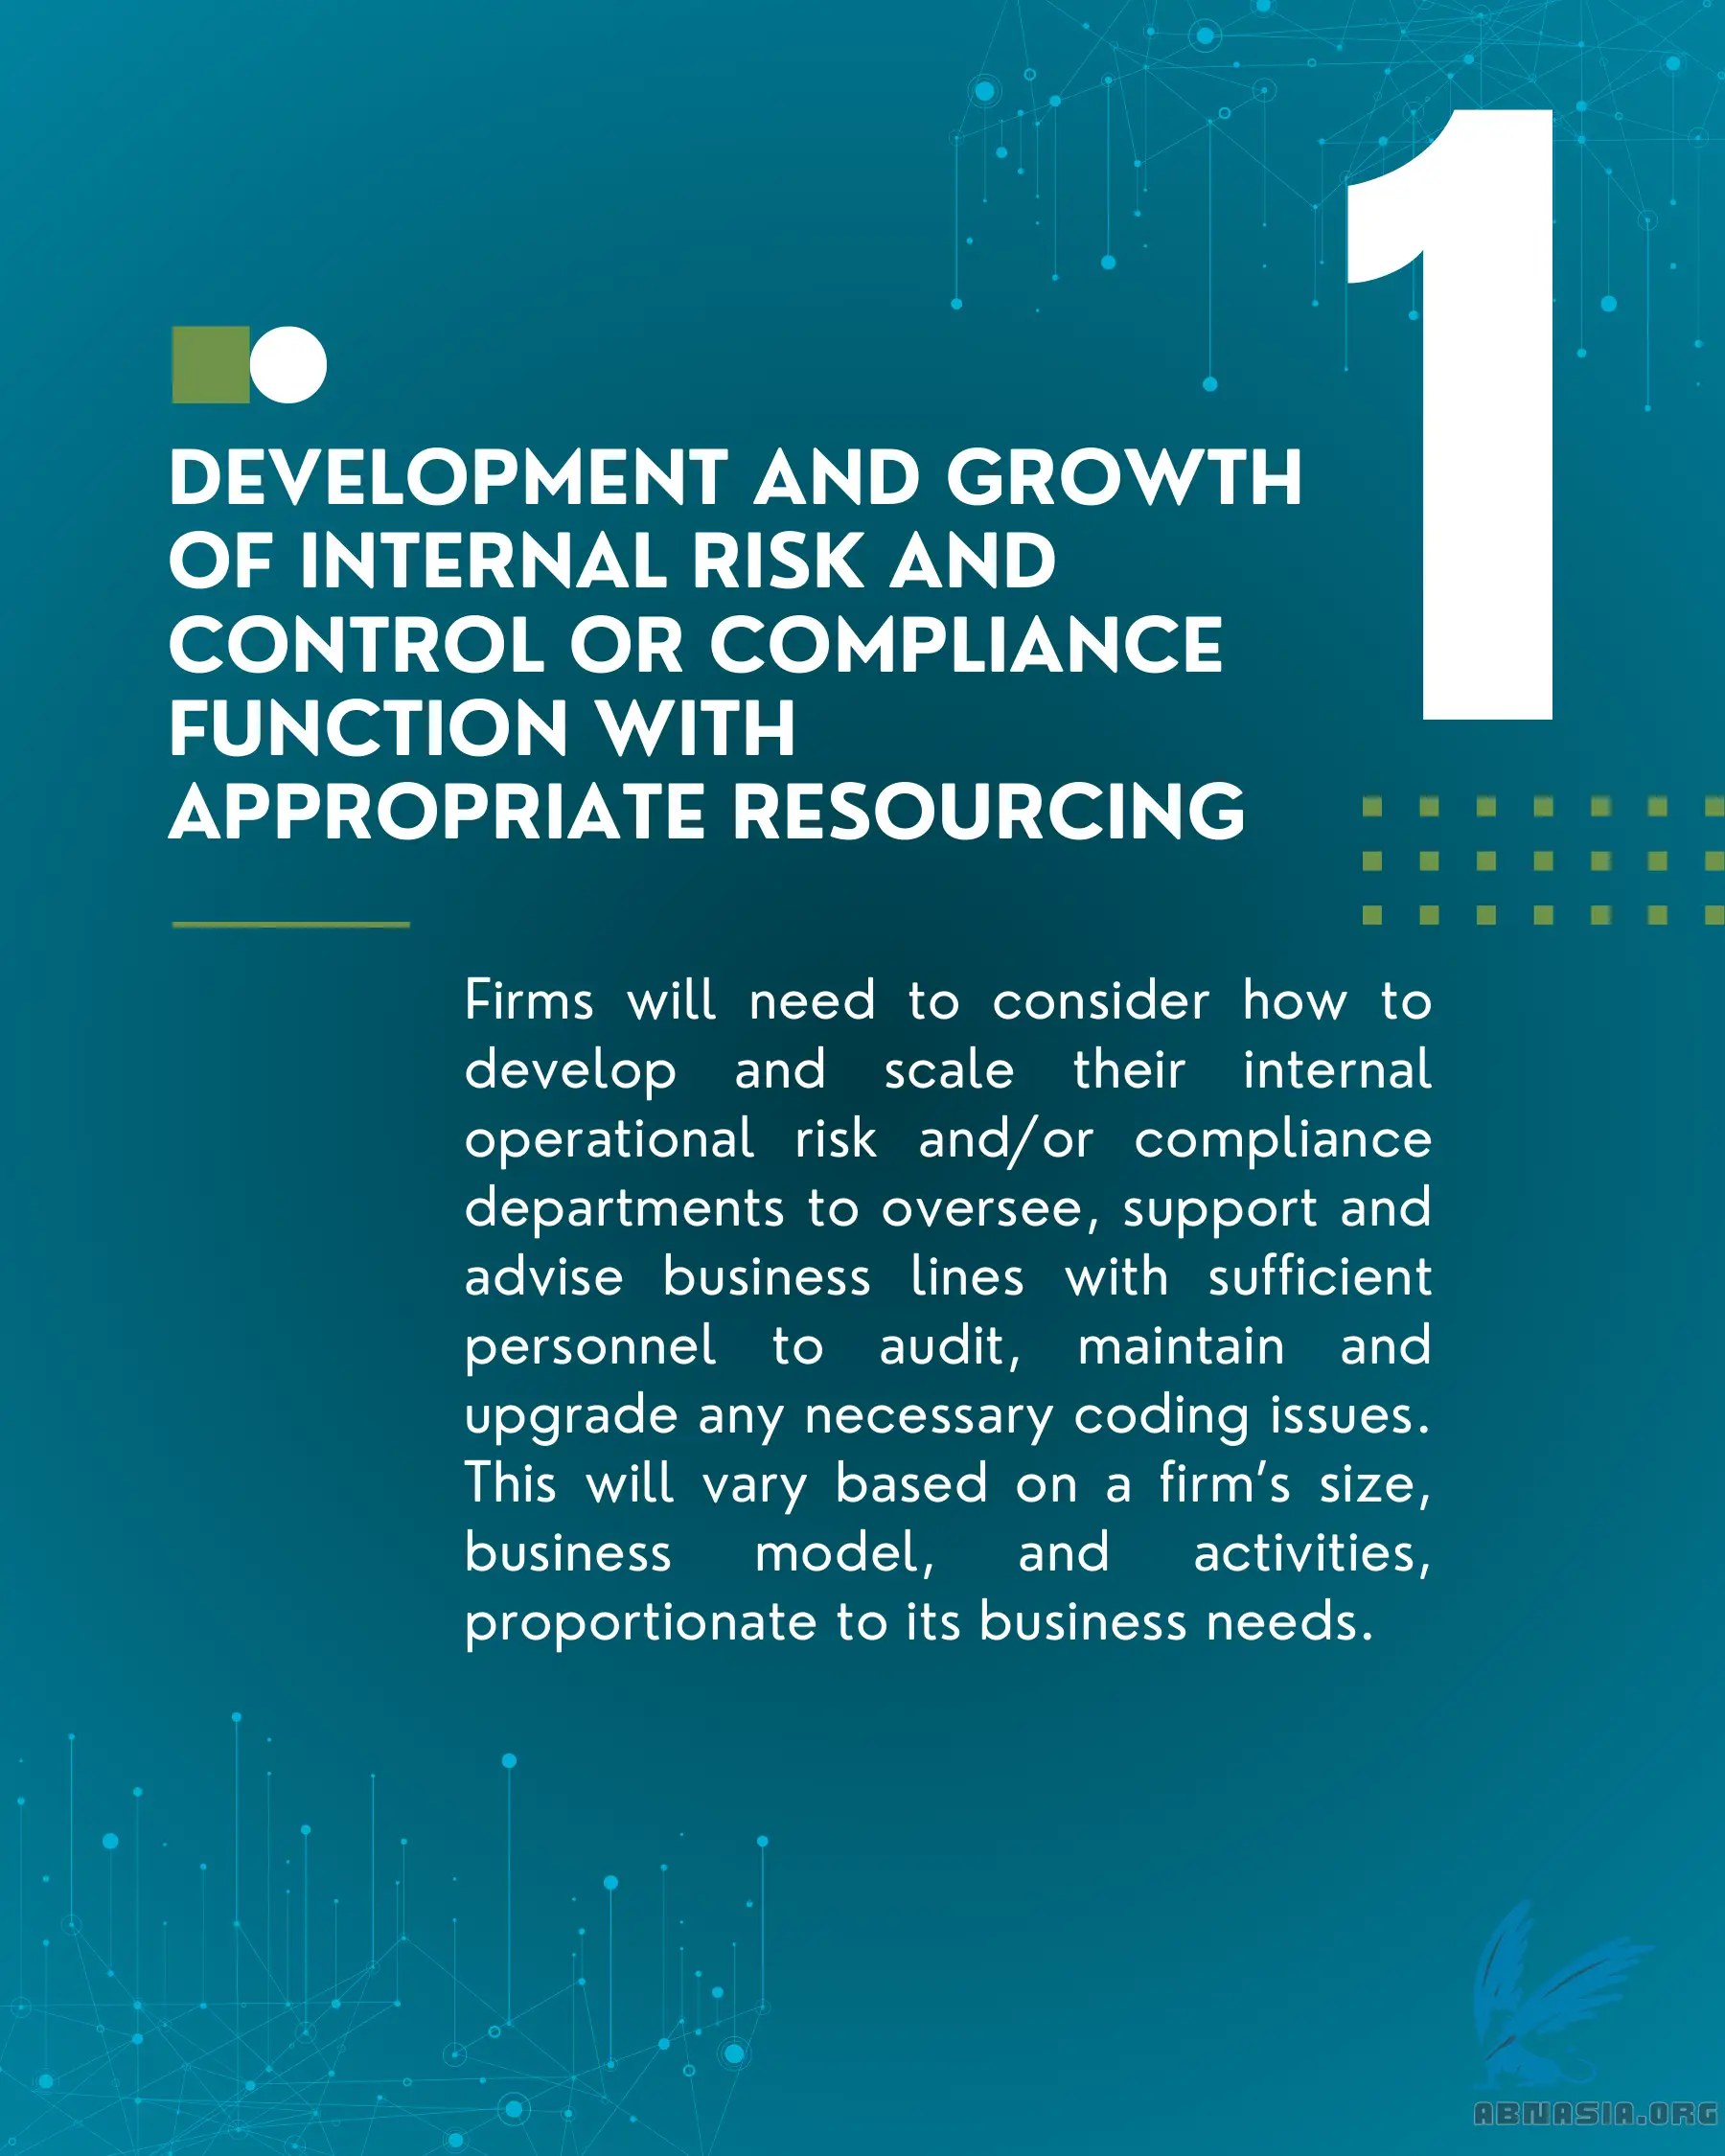 1
DEVELOPMENT AND GROWTH
OF INTERNAL RISK AND
CONTROL OR COMPLIANCE
FUNCTION WITH
APPROPRIATE RESOURCING
Firms will need to consider how to
develop and scale their internal
operational risk and/or compliance
departments to oversee, support and
advise business lines with sufficient
personnel to audit, maintain and
upgrade any necessary coding issues.
This will vary based on a firm’s size,
business model, and activities,
proportionate to its business needs.
ABNASIA.ORG